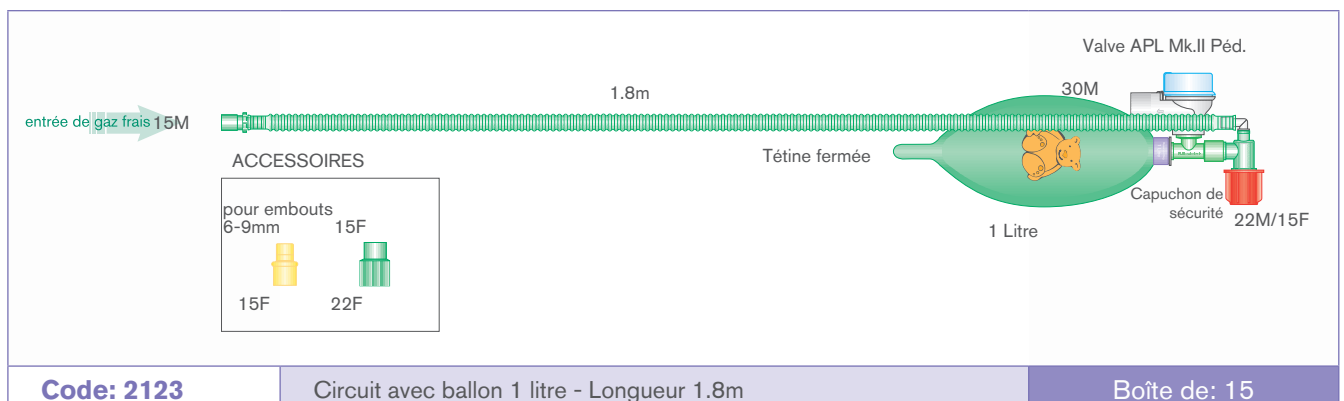 Valve APL Mk.II Péd.
1.8m
30M
entrée de gaz frais 15M
ACCESSOIRES
Tétine fermée
pour embouts
6-9mm 15F
15F 22F
Capuchon de
sécurité
22M/15F
1 Litre
Code: 2123
Circuit avec ballon 1 litre - Longueur 1.8m
Boîte de: 15